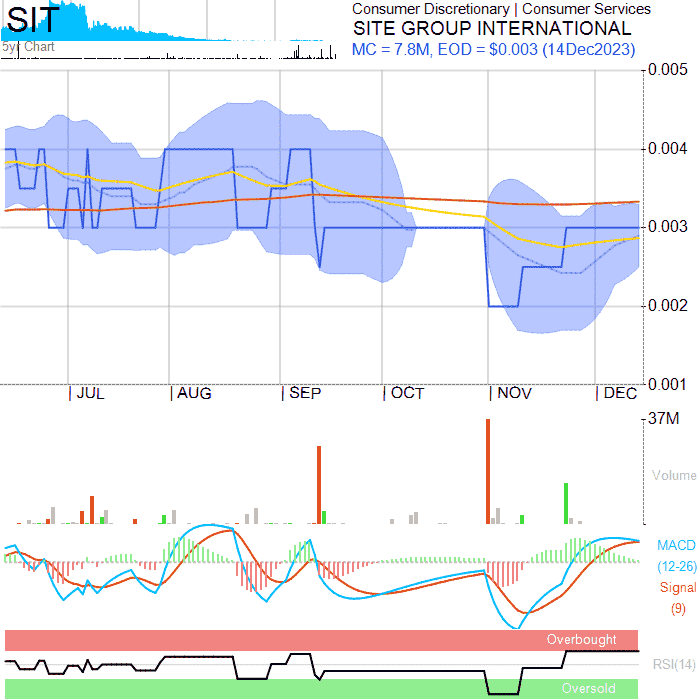 SIT
5yr Chart
Consumer Discretionary | Consumer Services
SITE GROUP INTERNATIONAL
MC = 7.8M, EOD = $0.003 (14Dec2023)
0.005
0.004
0.003
0.002
0.001
| JUL | AUG | SEP | OCT | NOV | DEC
37M
Volume
MACD
(12-26)
Signal
(9)
Overbought
RSI(14)
Oversold